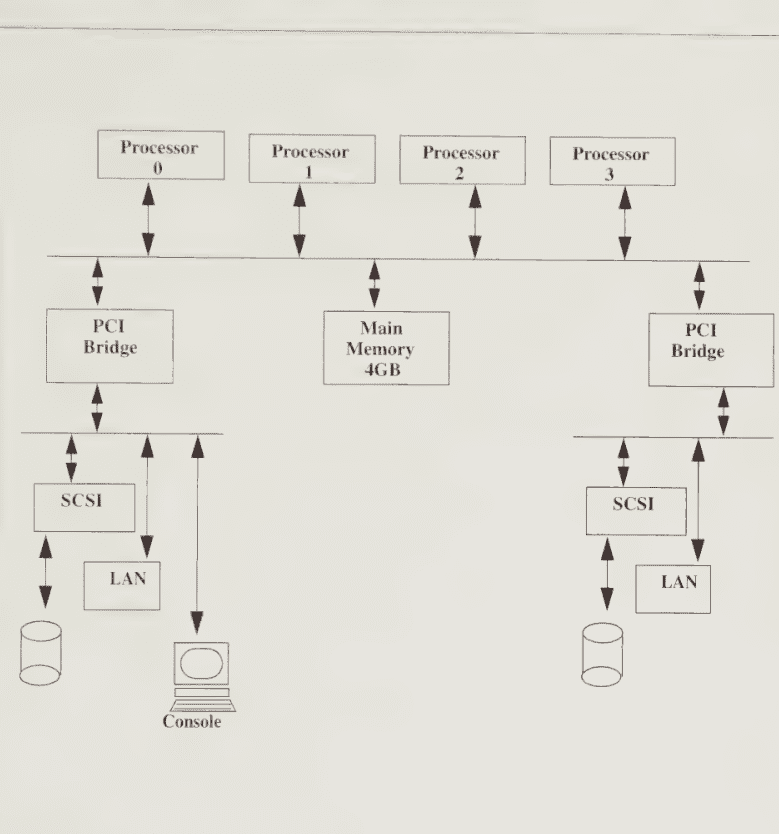 Processor
0
Processor
1
Processor
2
Processor
3
PCI
Bridge
Main
Memory
4GB
PCI
Bridge
SCSI
LAN
Console
SCSI
LAN